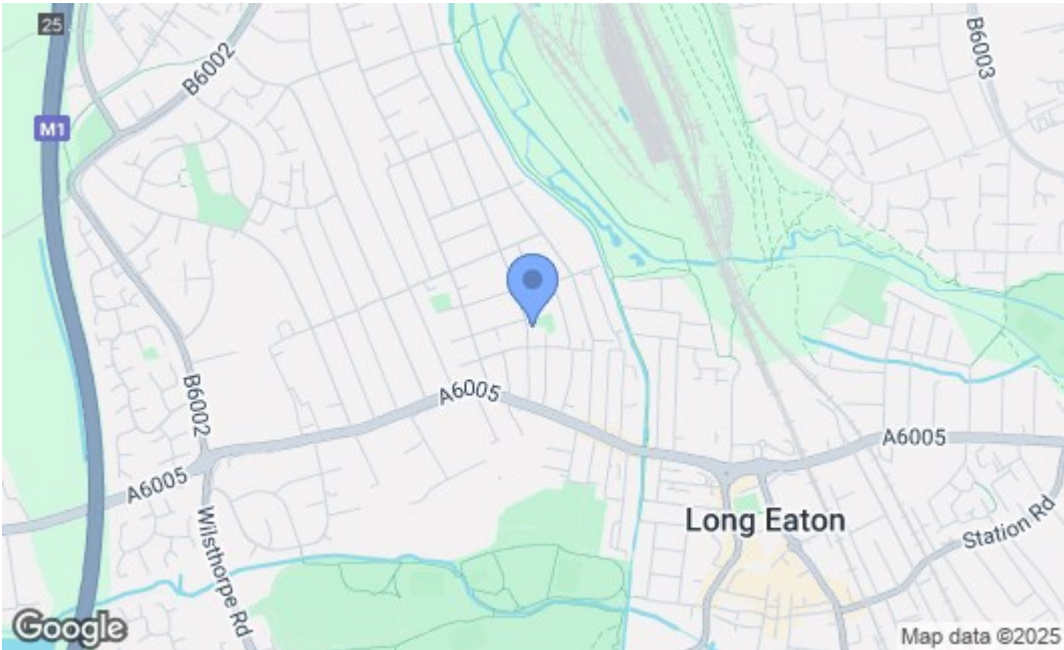 25
M1
B6002
B6003
B6002
A6005
A6005
A6005
Wilsthorpe Rd
Long Eaton
Station Rd
Google
Map data ©2025